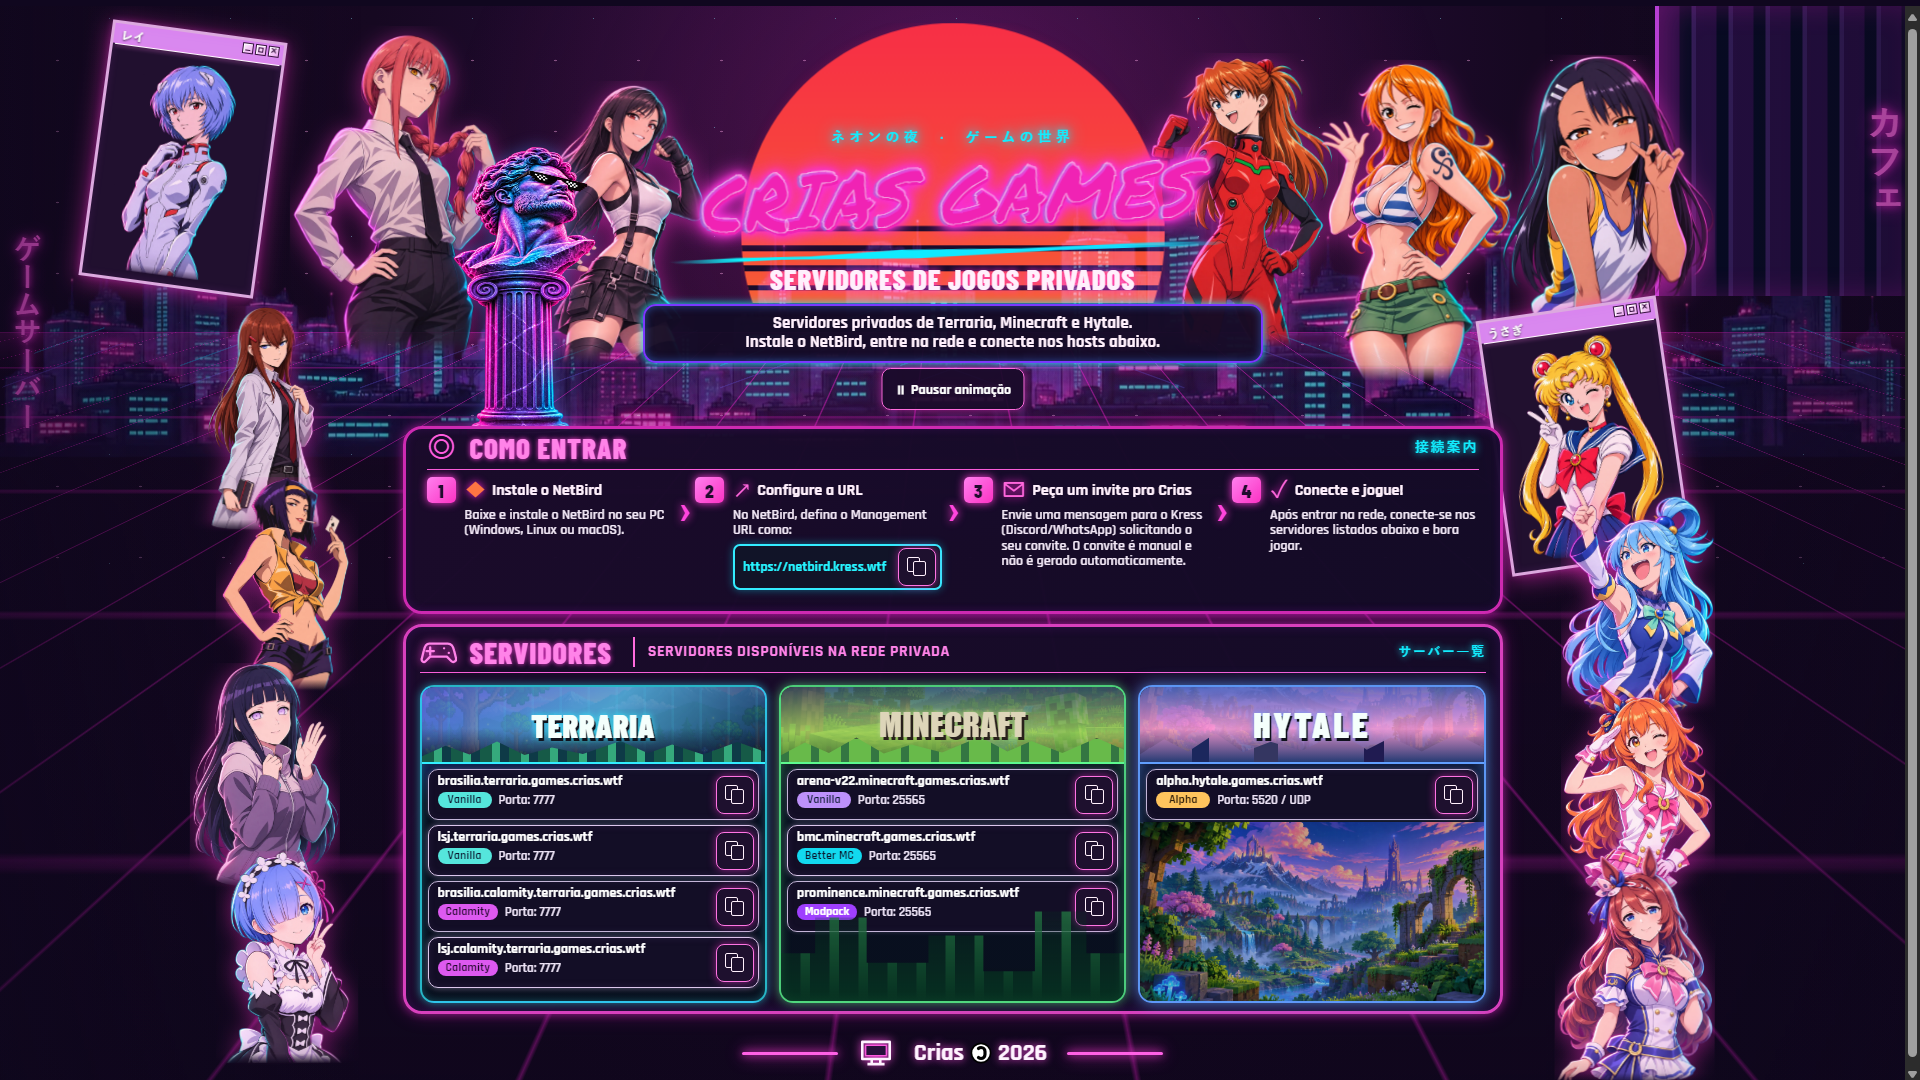 レイ
ネオンの夜 · ゲームの世界
CRIAS GAMES
カフェ
ゲームサーバー
SERVIDORES DE JOGOS PRIVADOS
Servidores privados de Terraria, Minecraft e Hytale.
Instale o NetBird, entre na rede e conecte nos hosts abaixo.
うさぎ
Pausar animação
COMO ENTRAR
接続案内
1 Instale o NetBird
Baixe e instale o NetBird no seu PC
(Windows, Linux ou macOS).
2 Configure a URL
No NetBird, defina o Management
URL como:
https://netbird.kress.wtf
3 Peça um invite pro Crias
Envie uma mensagem para o Kress
(Discord/WhatsApp) solicitando o
seu convite. O convite é manual e
não é gerado automaticamente.
4 Conecte e jogue!
Após entrar na rede, conecte-se nos
servidores listados abaixo e bora
jogar.
SERVIDORES
SERVIDORES DISPONÍVEIS NA REDE PRIVADA
サーバー一覧
TERRARIA
brasilia.terraria.games.crias.wtf
Vanilla Porta: 7777
lsj.terraria.games.crias.wtf
Vanilla Porta: 7777
brasilia.calamity.terraria.games.crias.wtf
Calamity Porta: 7777
lsj.calamity.terraria.games.crias.wtf
Calamity Porta: 7777
MINECRAFT
arena-v22.minecraft.games.crias.wtf
Vanilla Porta: 25565
bmc.minecraft.games.crias.wtf
Better MC Porta: 25565
prominence.minecraft.games.crias.wtf
Modpack Porta: 25565
HYTALE
alpha.hytale.games.crias.wtf
Alpha Porta: 5520 / UDP
Crias 2026